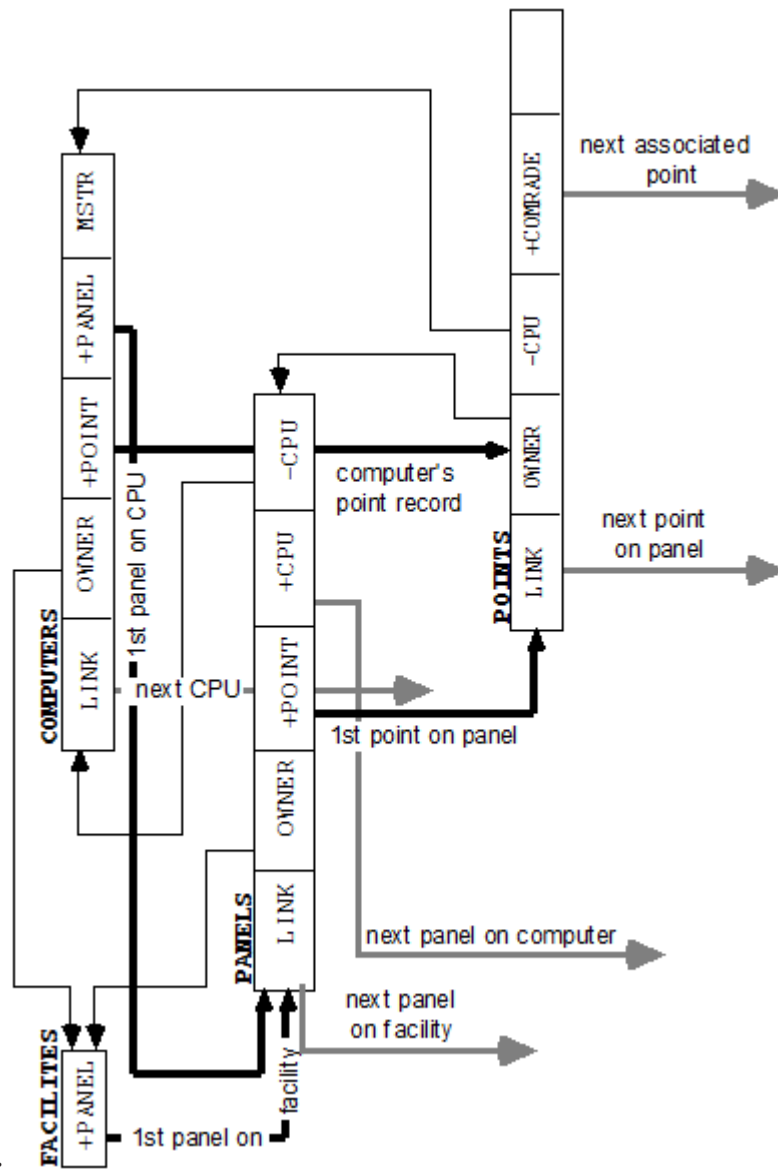 next associated
point
MSTR
+PANEL
+POINT
OWNER
LINK
COMPUTERS
1st panel on CPU
next CPU
-CPU
+CPU
+POINT
OWNER
LINK
PANELS
computer's
point record
1st point on panel
+COMRADE
-CPU
OWNER
LINK
POINTS
next point
on panel
next panel on computer
next panel
on facility
FACILITES
+PANEL
1st panel on
facility